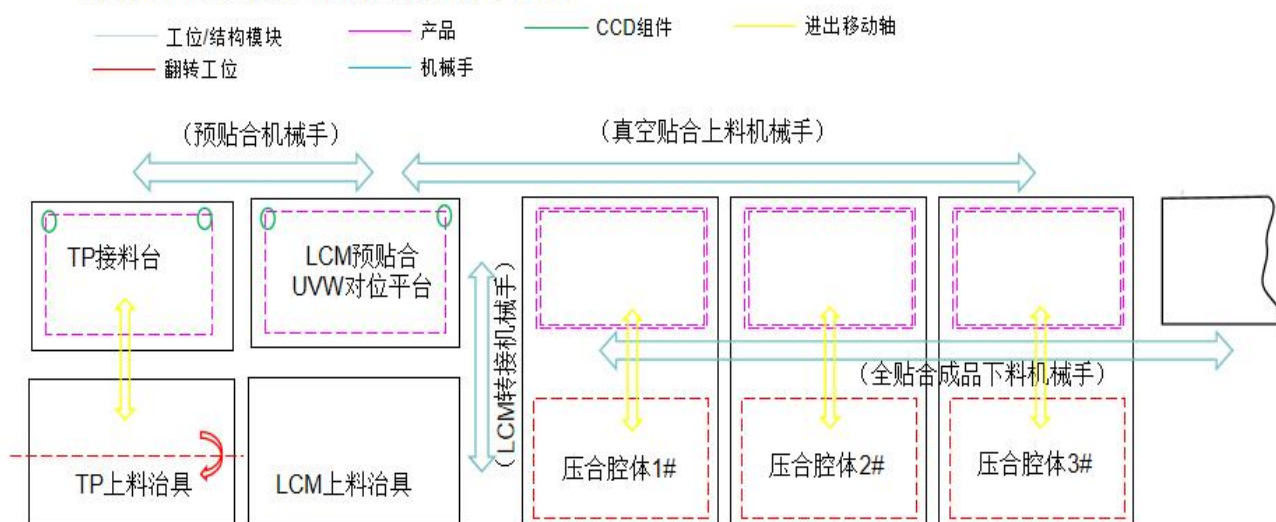 工位/结构模块
产品
CCD组件
进出移动轴
翻转工位
机械手
（预贴合机械手）
（真空贴合上料机械手）
TP接料台
LCM预贴合
UVW对位平台
（LCM转接机械手）
（全贴合成品下料机械手）
TP上料治具
LCM上料治具
压合腔体1#
压合腔体2#
压合腔体3#